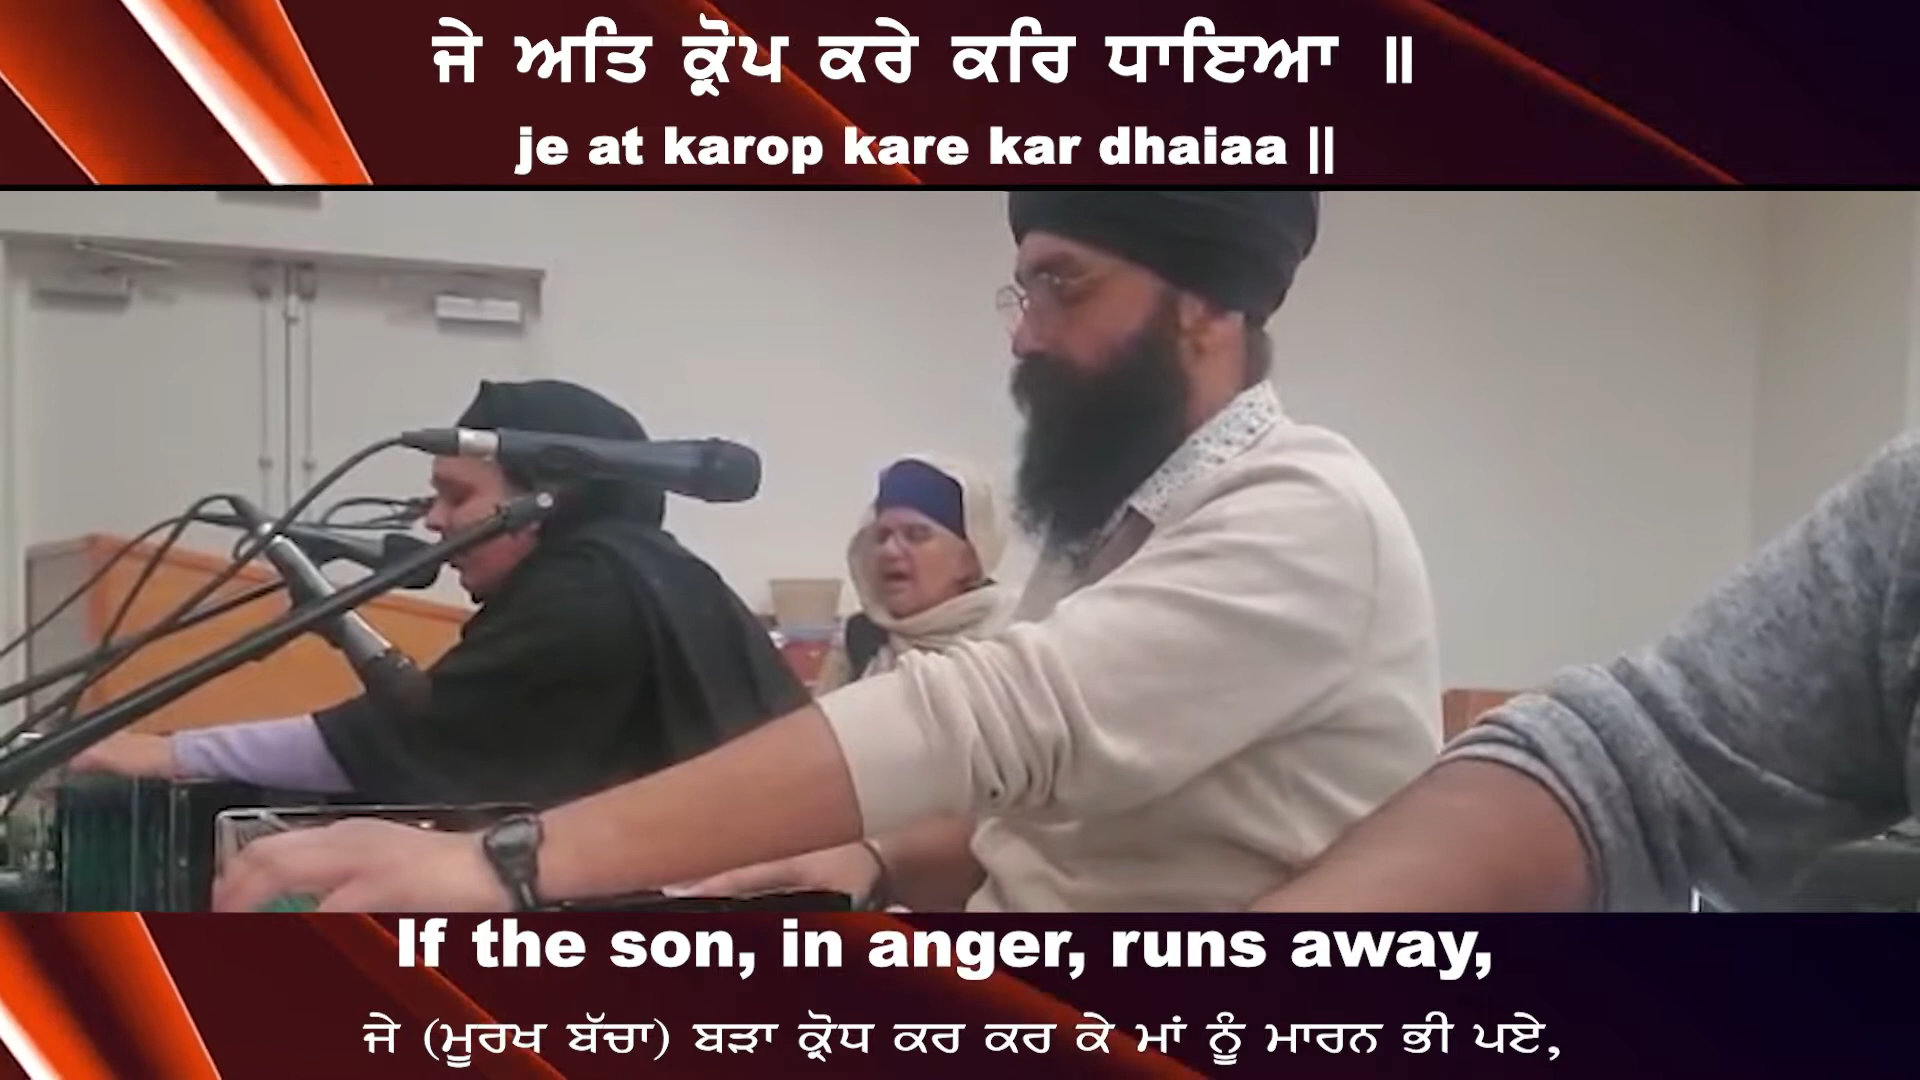 ਜੇ ਅਤਿ ਕ੍ਰੋਪ ਕਰੇ ਕਰਿ ਧਾਇਆ ॥
je at karop kare kar dhaiaa ||
If the son, in anger, runs away,
ਜੇ (ਮੂਰਖ ਬੱਚਾ) ਬੜਾ ਕ੍ਰੋਧ ਕਰ ਕਰ ਕੇ ਮਾਂ ਨੂੰ ਮਾਰਨ ਭੀ ਪਏ,